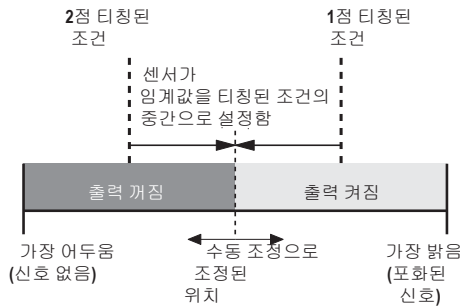 2점 티칭된
조건
1점 티칭된
조건
센서가
임계값을 티칭된 조건의
중간으로 설정함
출력 꺼짐
출력 켜짐
가장 어두움
(신호 없음)
수동 조정으로
조정된
위치
가장 밝음
(포화된
신호)